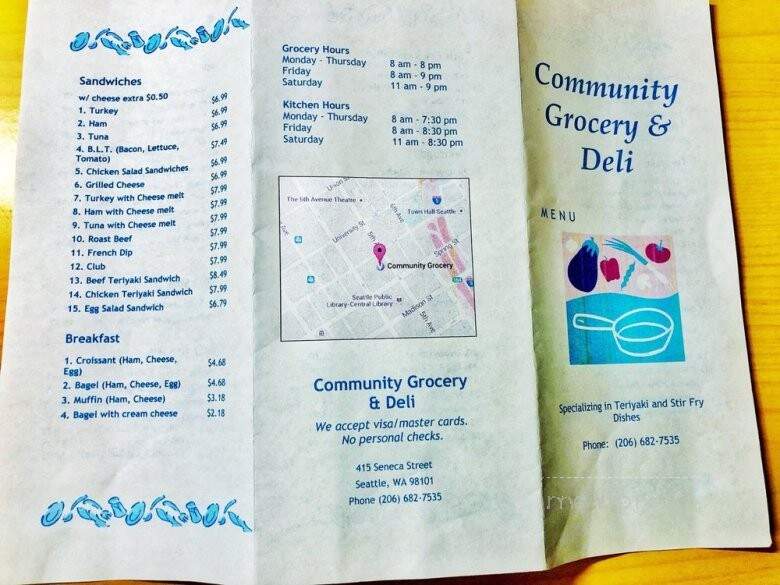 Sandwiches
w/ cheese extra $0.50
1. Turkey $6.99
2. Ham $6.99
3. Tuna $6.99
4. B.L.T. (Bacon, Lettuce, $7.49
Tomato)
5. Chicken Salad Sandwiches $6.99
6. Grilled Cheese $6.99
7. Turkey with Cheese melt $7.99
8. Ham with Cheese melt $7.99
9. Tuna with Cheese melt $7.99
10. Roast Beef $7.99
11. French Dip $7.99
12. Club $7.99
13. Beef Teriyaki Sandwich $8.49
14. Chicken Teriyaki Sandwich $7.99
15. Egg Salad Sandwich $6.79
Breakfast
1. Croissant (Ham, Cheese, $4.68
Egg)
2. Bagel (Ham, Cheese, Egg) $4.68
3. Muffin (Ham, Cheese) $3.18
4. Bagel with cream cheese $2.18
Grocery Hours
Monday - Thursday 8 am - 8 pm
Friday 8 am - 9 pm
Saturday 11 am - 9 pm
Kitchen Hours
Monday - Thursday 8 am - 7:30 pm
Friday 8 am - 8:30 pm
Saturday 11 am - 8:30 pm
The 5th Avenue Theatre
6th Ave
Town Hall Seattle
University St
5th
Ave
Spring St
Community Grocery
Seattle Public
Library-Central Library
Madison St
5th Ave
Community Grocery
& Deli
We accept visa/master cards.
No personal checks.
415 Seneca Street
Seattle, WA 98101
Phone (206) 682-7535
Community
Grocery &
Deli
MENU
Specializing in Teriyaki and Stir Fry
Dishes
Phone: (206) 682-7535